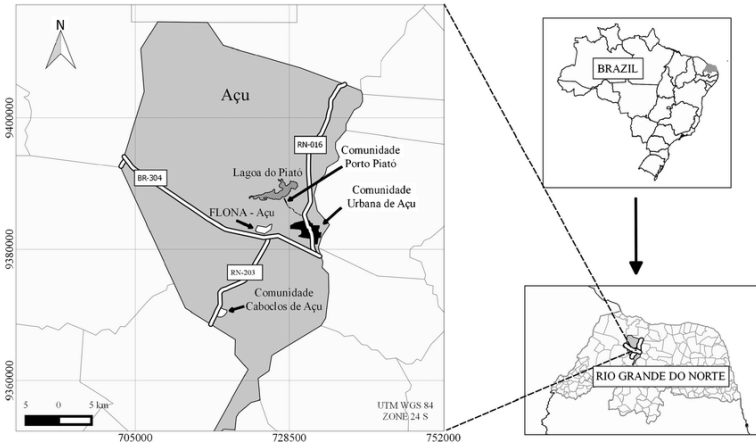 N
Açu
9400000
RN-016
Comunidade
Porto Piató
Lagoa do Piató
BR-304
Comunidade
Urbana de Açu
FLONA - Açu
9380000
RN-203
Comunidade
Caboclos de Açu
9360000
5 0 5 km
UTM WGS 84
ZONE 24 S
705000 728500 752000
BRAZIL
RIO GRANDE DO NORTE